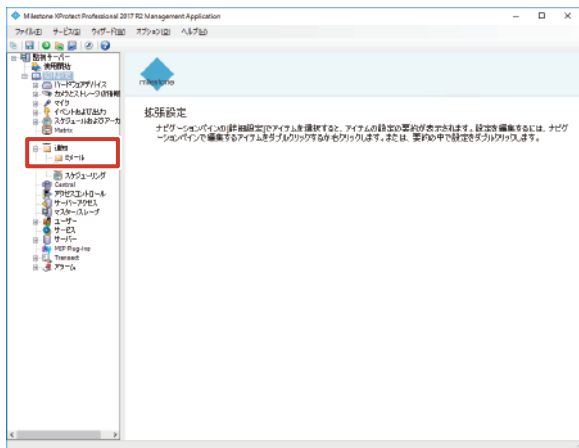 Milestone XProtect Professional 2017 R2 Management Application
ファイル(F) サービス(S) ウィザード(W) オプション(O) ヘルプ(H)
監視サーバー
使用開始
ハードウェアデバイス
カメラとストレージの情報
マイク
イベントおよび出力
スケジュールおよびアーカ
Matrix
通知
Eメール
スケジューリング
Central
アクセスコントロール
サーバーアクセス
マスター/スレーブ
ユーザー
サービス
サーバー
MIP Plug-ins
Transact
アラーム
milestone
拡張設定
ナビゲーションペインの[詳細設定]でアイテムを選択すると、アイテムの設定の要約が表示されます。設定を編集するには、ナビゲ
ーションペインで編集するアイテムをダブルクリックするか右クリックします。または、要約の中で設定をダブルクリックします。